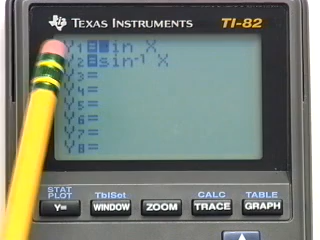 TEXAS INSTRUMENTS TI-82
Y1=sin X
Y2=sin-1 X
Y3=
Y4=
Y5=
Y6=
Y7=
Y8=
STAT PLOT TblSet CALC TABLE
Y= WINDOW ZOOM TRACE GRAPH